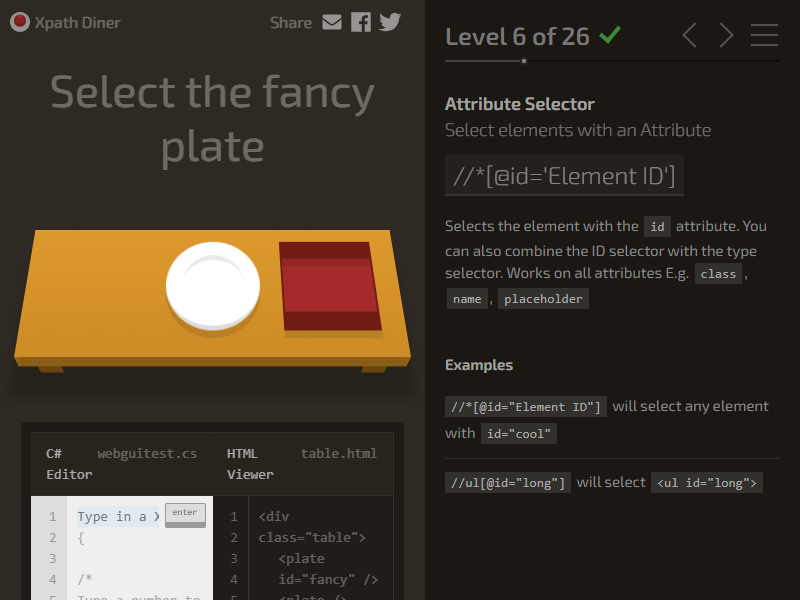 Xpath Diner
Share
Select the fancy
plate
C#
Editor
webguitest.cs
HTML
Viewer
table.html
1 Type in a X
enter
2 {
3
4 /*
5 Type a number to
1 <div
2 class="table">
3 <plate
4 id="fancy" />
5 <plate />
Level 6 of 26
Attribute Selector
Select elements with an Attribute
//*[@id='Element ID']
Selects the element with the id attribute. You
can also combine the ID selector with the type
selector. Works on all attributes E.g. class ,
name , placeholder
Examples
//*[@id="Element ID"] will select any element
with id="cool"
//ul[@id="long"] will select <ul id="long">